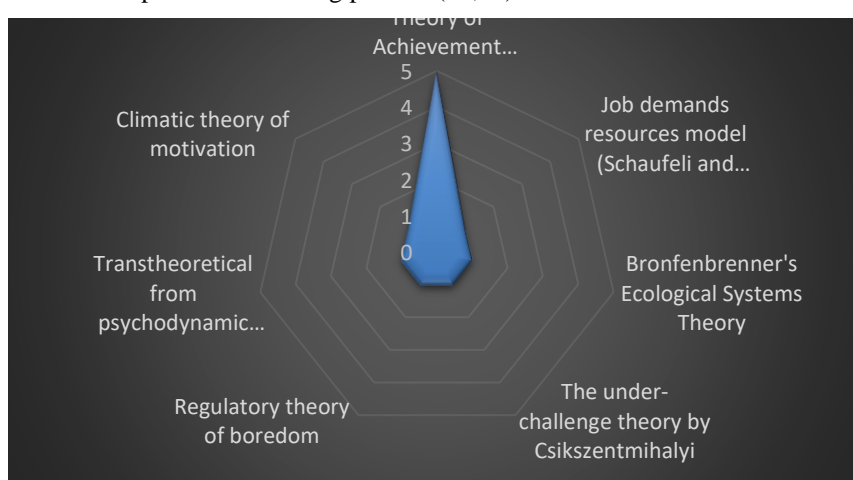 Theory of
Achievement…
5
4
3
2
1
0
Job demands
resources model
(Schaufeli and…
Bronfenbrenner's
Ecological Systems
Theory
The under-
challenge theory by
Csikszentmihalyi
Regulatory theory
of boredom
Transtheoretical
from
psychodynamic…
Climatic theory of
motivation